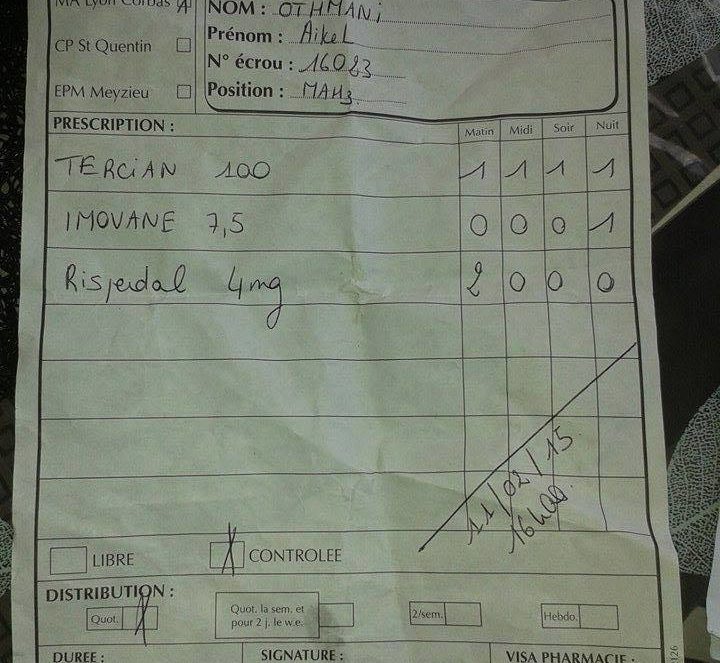 MA Lyon Corbas
NOM : OTHMANI
CP St Quentin
Prénom : Aikel
N° écrou : 16023
EPM Meyzieu
Position : MAH3
PRESCRIPTION :
Matin Midi Soir Nuit
TERCIAN 100 1 1 1 1
IMOVANE 7,5 0 0 0 1
Risperdal 4mg 2 0 0 0
11/02/15
16h00.
LIBRE X CONTROLEE
DISTRIBUTION :
Quot. X Quot. la sem. et pour 2 j. le w.e. 2/sem. Hebdo.
DUREE : SIGNATURE : VISA PHARMACIE :